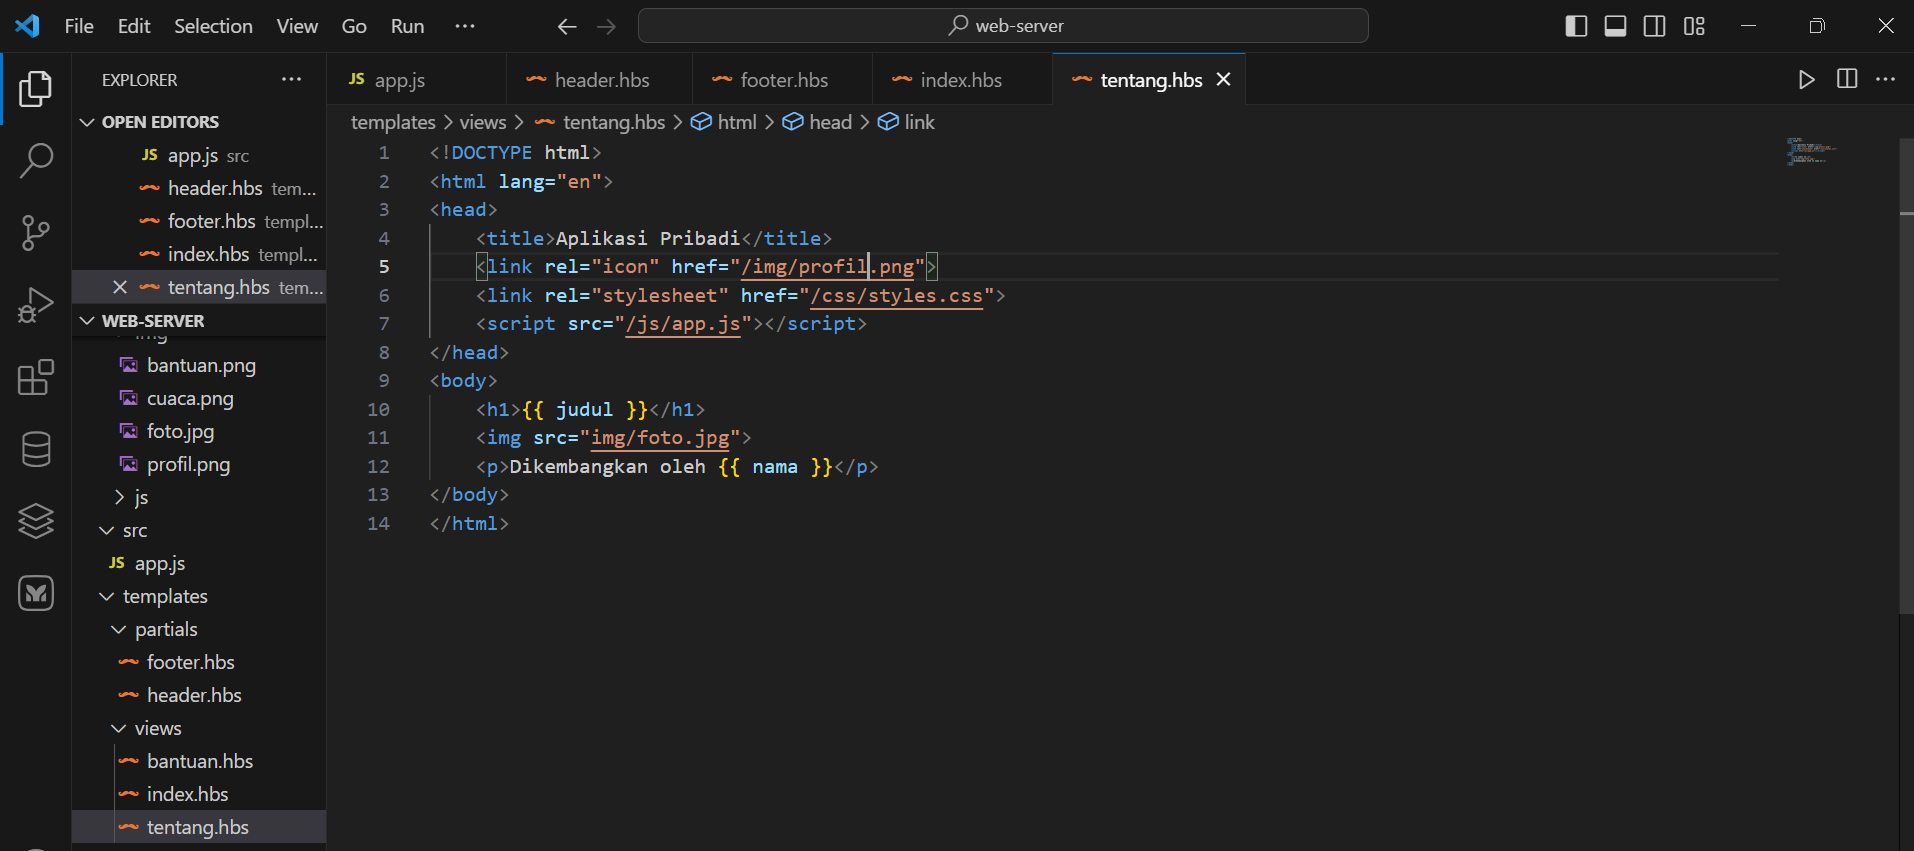 File Edit Selection View Go Run ··· web-server
EXPLORER ···
OPEN EDITORS
JS app.js src
header.hbs tem...
footer.hbs templ...
index.hbs templ...
tentang.hbs tem...
WEB-SERVER
img
bantuan.png
cuaca.png
foto.jpg
profil.png
js
src
JS app.js
templates
partials
footer.hbs
header.hbs
views
bantuan.hbs
index.hbs
tentang.hbs
JS app.js header.hbs footer.hbs index.hbs tentang.hbs
templates > views > tentang.hbs > html > head > link
1 <!DOCTYPE html>
2 <html lang="en">
3 <head>
4 <title>Aplikasi Pribadi</title>
5 <link rel="icon" href="/img/profil.png">
6 <link rel="stylesheet" href="/css/styles.css">
7 <script src="/js/app.js"></script>
8 </head>
9 <body>
10 <h1>{{ judul }}</h1>
11 <img src="img/foto.jpg">
12 <p>Dikembangkan oleh {{ nama }}</p>
13 </body>
14 </html>